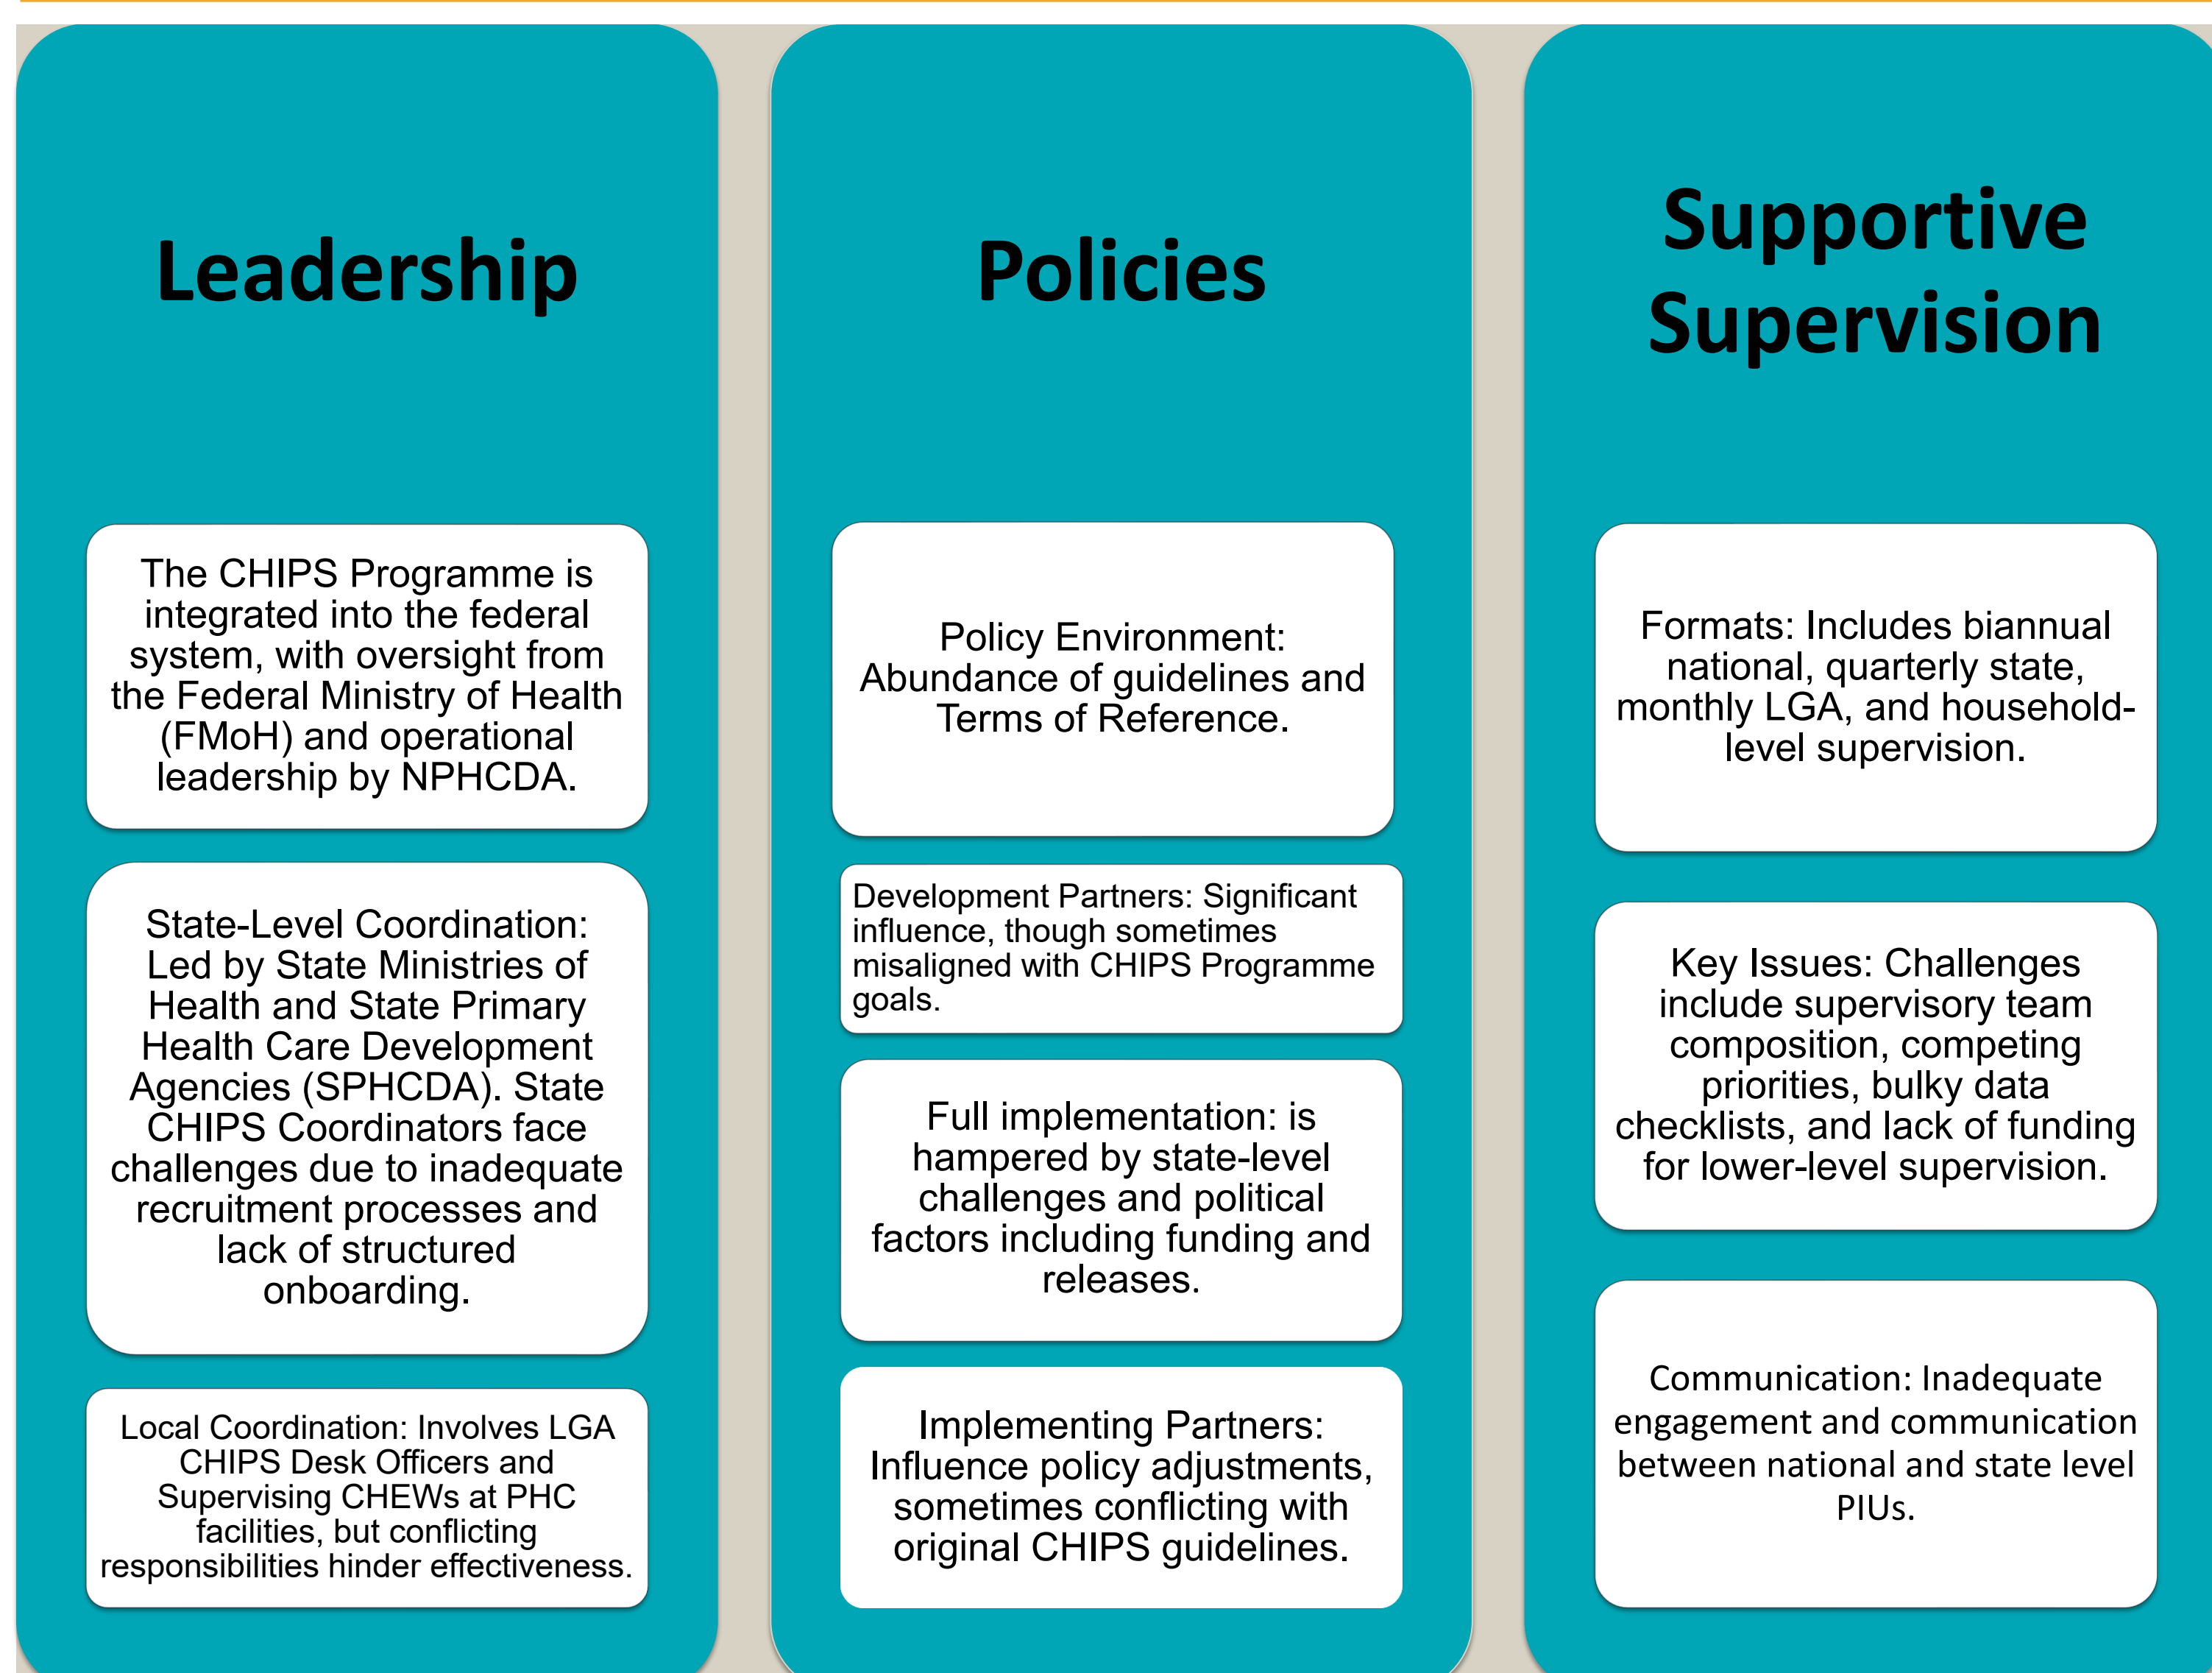 Leadership
The CHIPS Programme is
integrated into the federal
system, with oversight from
the Federal Ministry of Health
(FMoH) and operational
leadership by NPHCDA.
State-Level Coordination:
Led by State Ministries of
Health and State Primary
Health Care Development
Agencies (SPHCDA). State
CHIPS Coordinators face
challenges due to inadequate
recruitment processes and
lack of structured
onboarding.
Local Coordination: Involves LGA
CHIPS Desk Officers and
Supervising CHEWs at PHC
facilities, but conflicting
responsibilities hinder effectiveness.
Policies
Policy Environment:
Abundance of guidelines and
Terms of Reference.
Development Partners: Significant
influence, though sometimes
misaligned with CHIPS Programme
goals.
Full implementation: is
hampered by state-level
challenges and political
factors including funding and
releases.
Implementing Partners:
Influence policy adjustments,
sometimes conflicting with
original CHIPS guidelines.
Supportive
Supervision
Formats: Includes biannual
national, quarterly state,
monthly LGA, and household-
level supervision.
Key Issues: Challenges
include supervisory team
composition, competing
priorities, bulky data
checklists, and lack of funding
for lower-level supervision.
Communication: Inadequate
engagement and communication
between national and state level
PIUs.